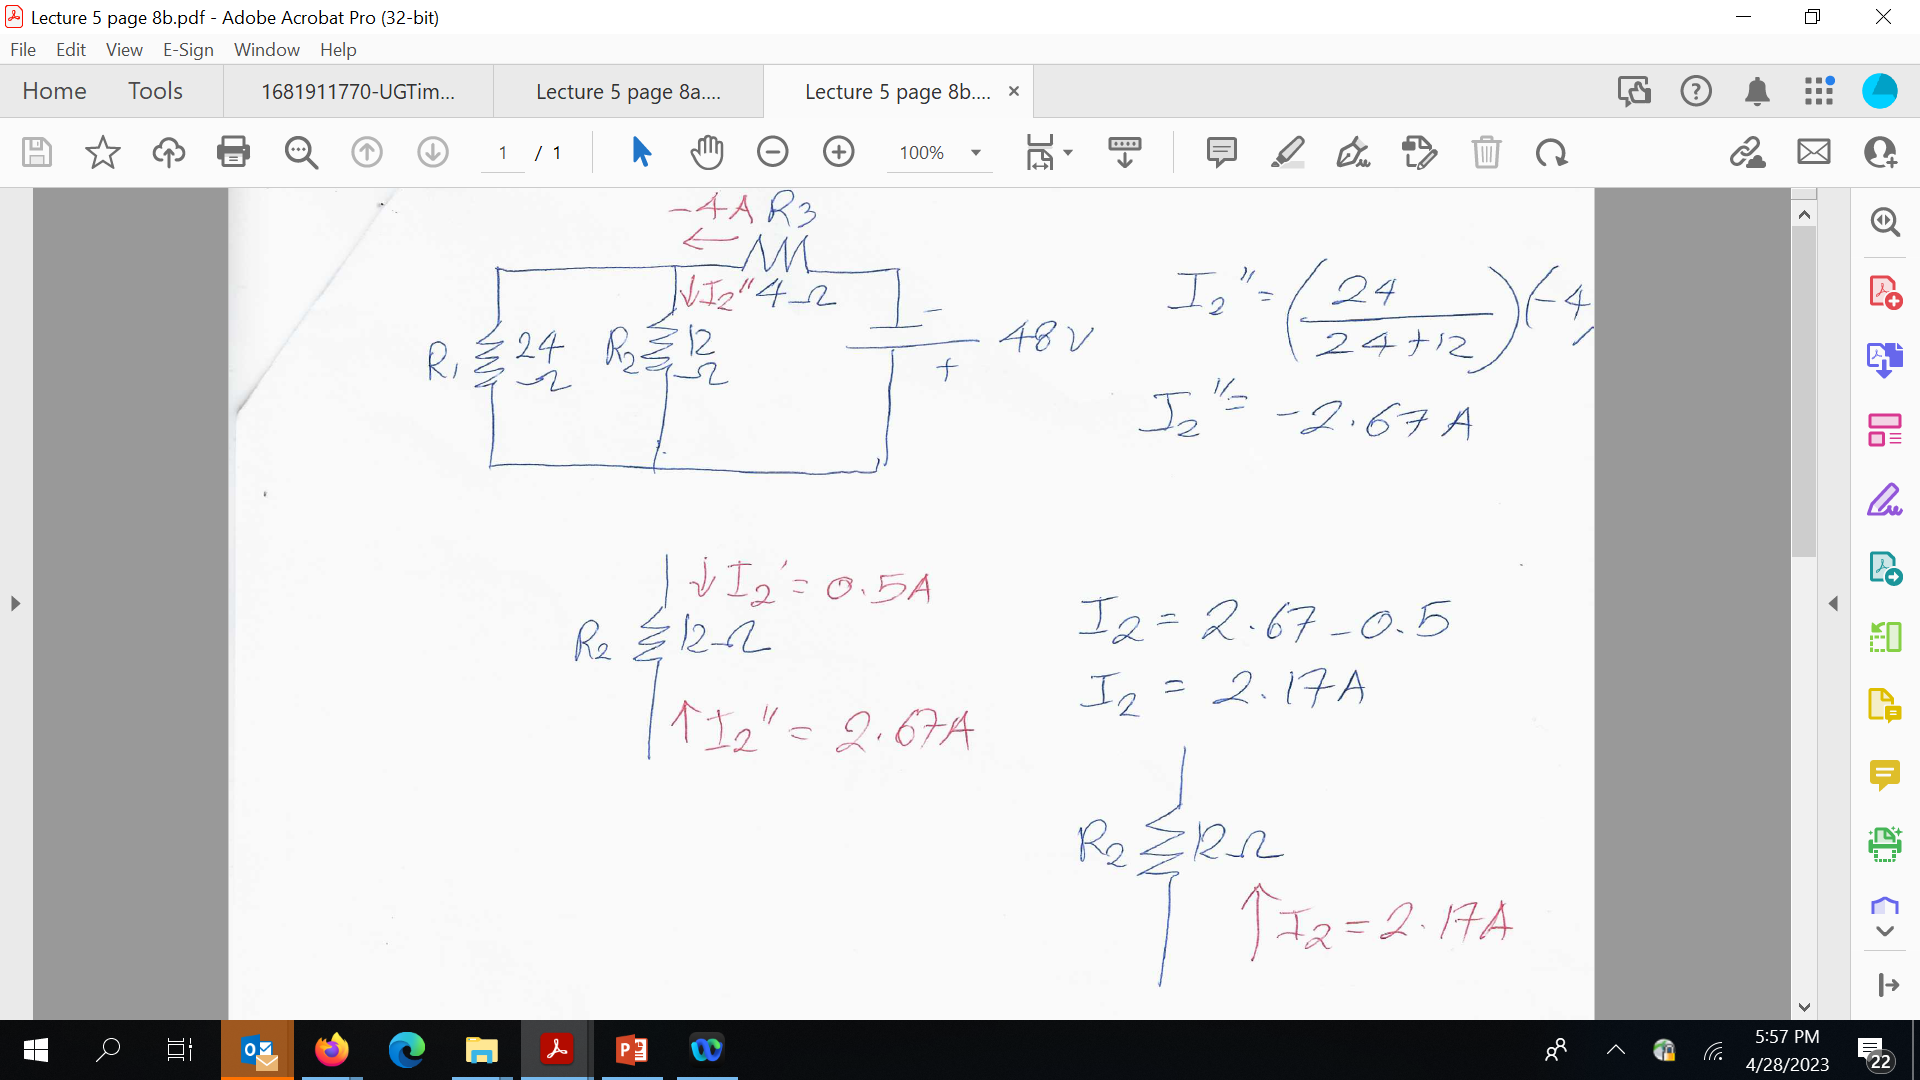 Lecture 5 page 8b.pdf - Adobe Acrobat Pro (32-bit)
File Edit View E-Sign Window Help
Home Tools 1681911770-UGTim... Lecture 5 page 8a.... Lecture 5 page 8b.... ×
1 / 1 100%
-4A R3
← 
↓I2" 4Ω
R1 24 Ω R2 12 Ω
- 48V
+
I2" = (24/(24+12))(-4
I2" = -2.67 A
↓ I2' = 0.5A
R2 12Ω
↑ I2" = 2.67A
I2 = 2.67 - 0.5
I2 = 2.17A
R2 12Ω
↑ I2 = 2.17A
5:57 PM
4/28/2023
22